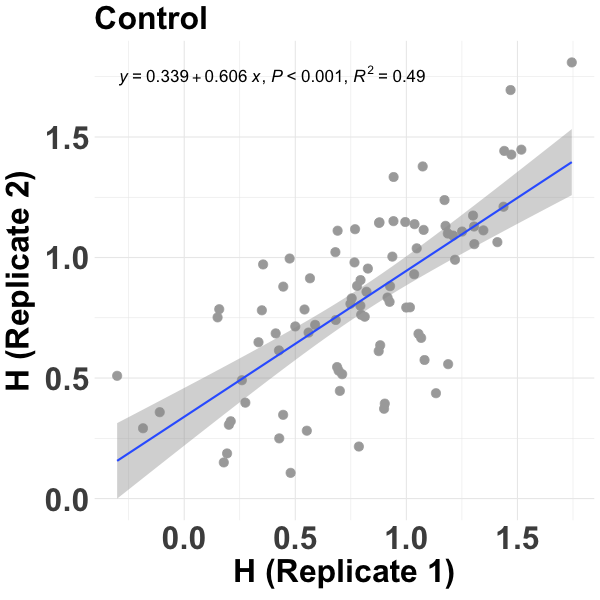 Control
y = 0.339 + 0.606 x, P < 0.001, R² = 0.49
H (Replicate 2)
1.5
1.0
0.5
0.0
0.0 0.5 1.0 1.5
H (Replicate 1)